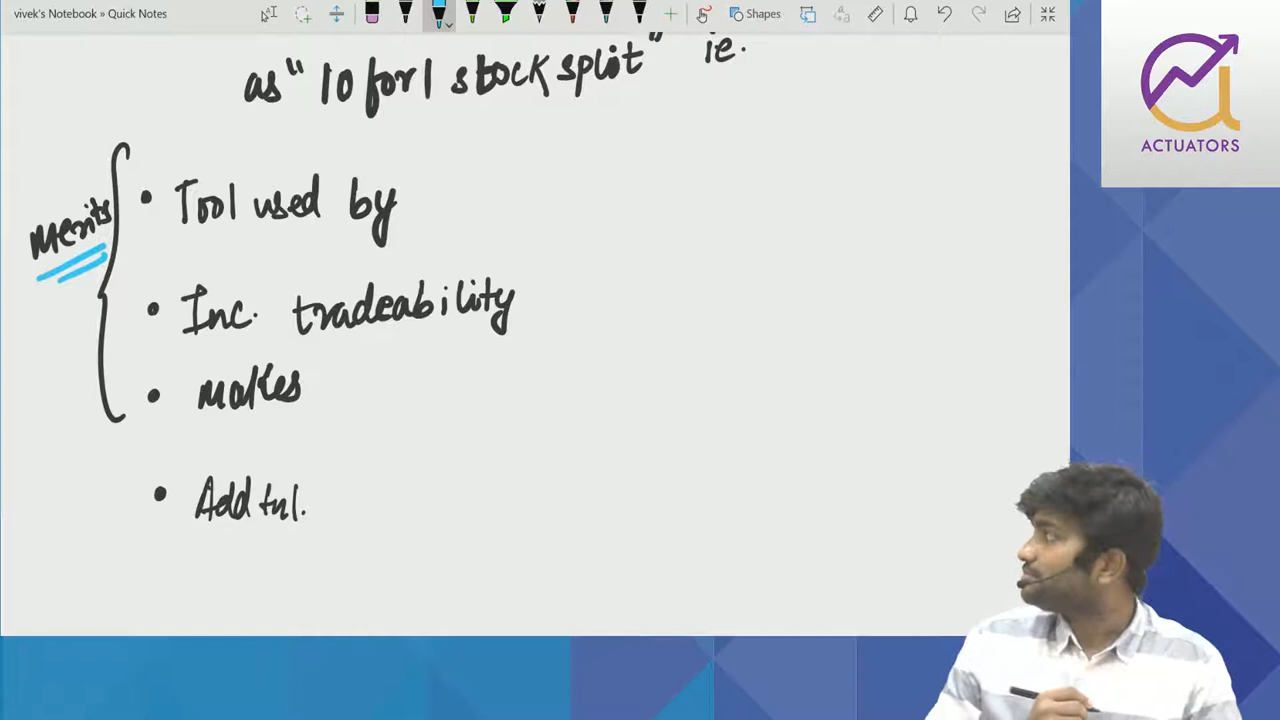 vivek's Notebook » Quick Notes
Shapes
as "10 for 1 stock split" ie.
Merits
• Tool used by
• Inc. tradeability
• makes
• Addtnl.
ACTUATORS